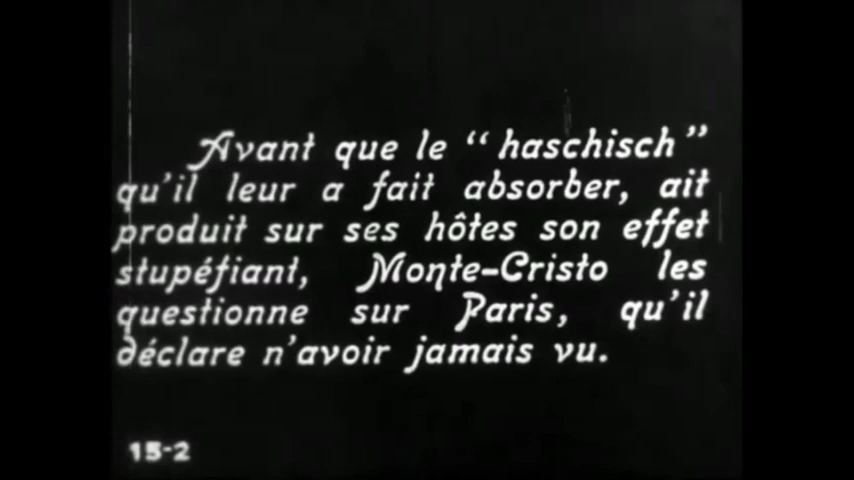 Avant que le “haschisch”
qu'il leur a fait absorber, ait
produit sur ses hôtes son effet
stupéfiant, Monte-Cristo les
questionne sur Paris, qu'il
déclare n'avoir jamais vu.
15-2